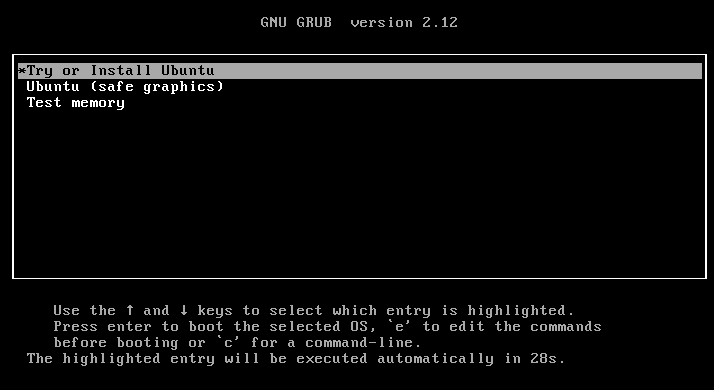 GNU GRUB  version 2.12
*Try or Install Ubuntu
Ubuntu (safe graphics)
Test memory
Use the ↑ and ↓ keys to select which entry is highlighted.
Press enter to boot the selected OS, `e' to edit the commands
before booting or `c' for a command-line.
The highlighted entry will be executed automatically in 28s.